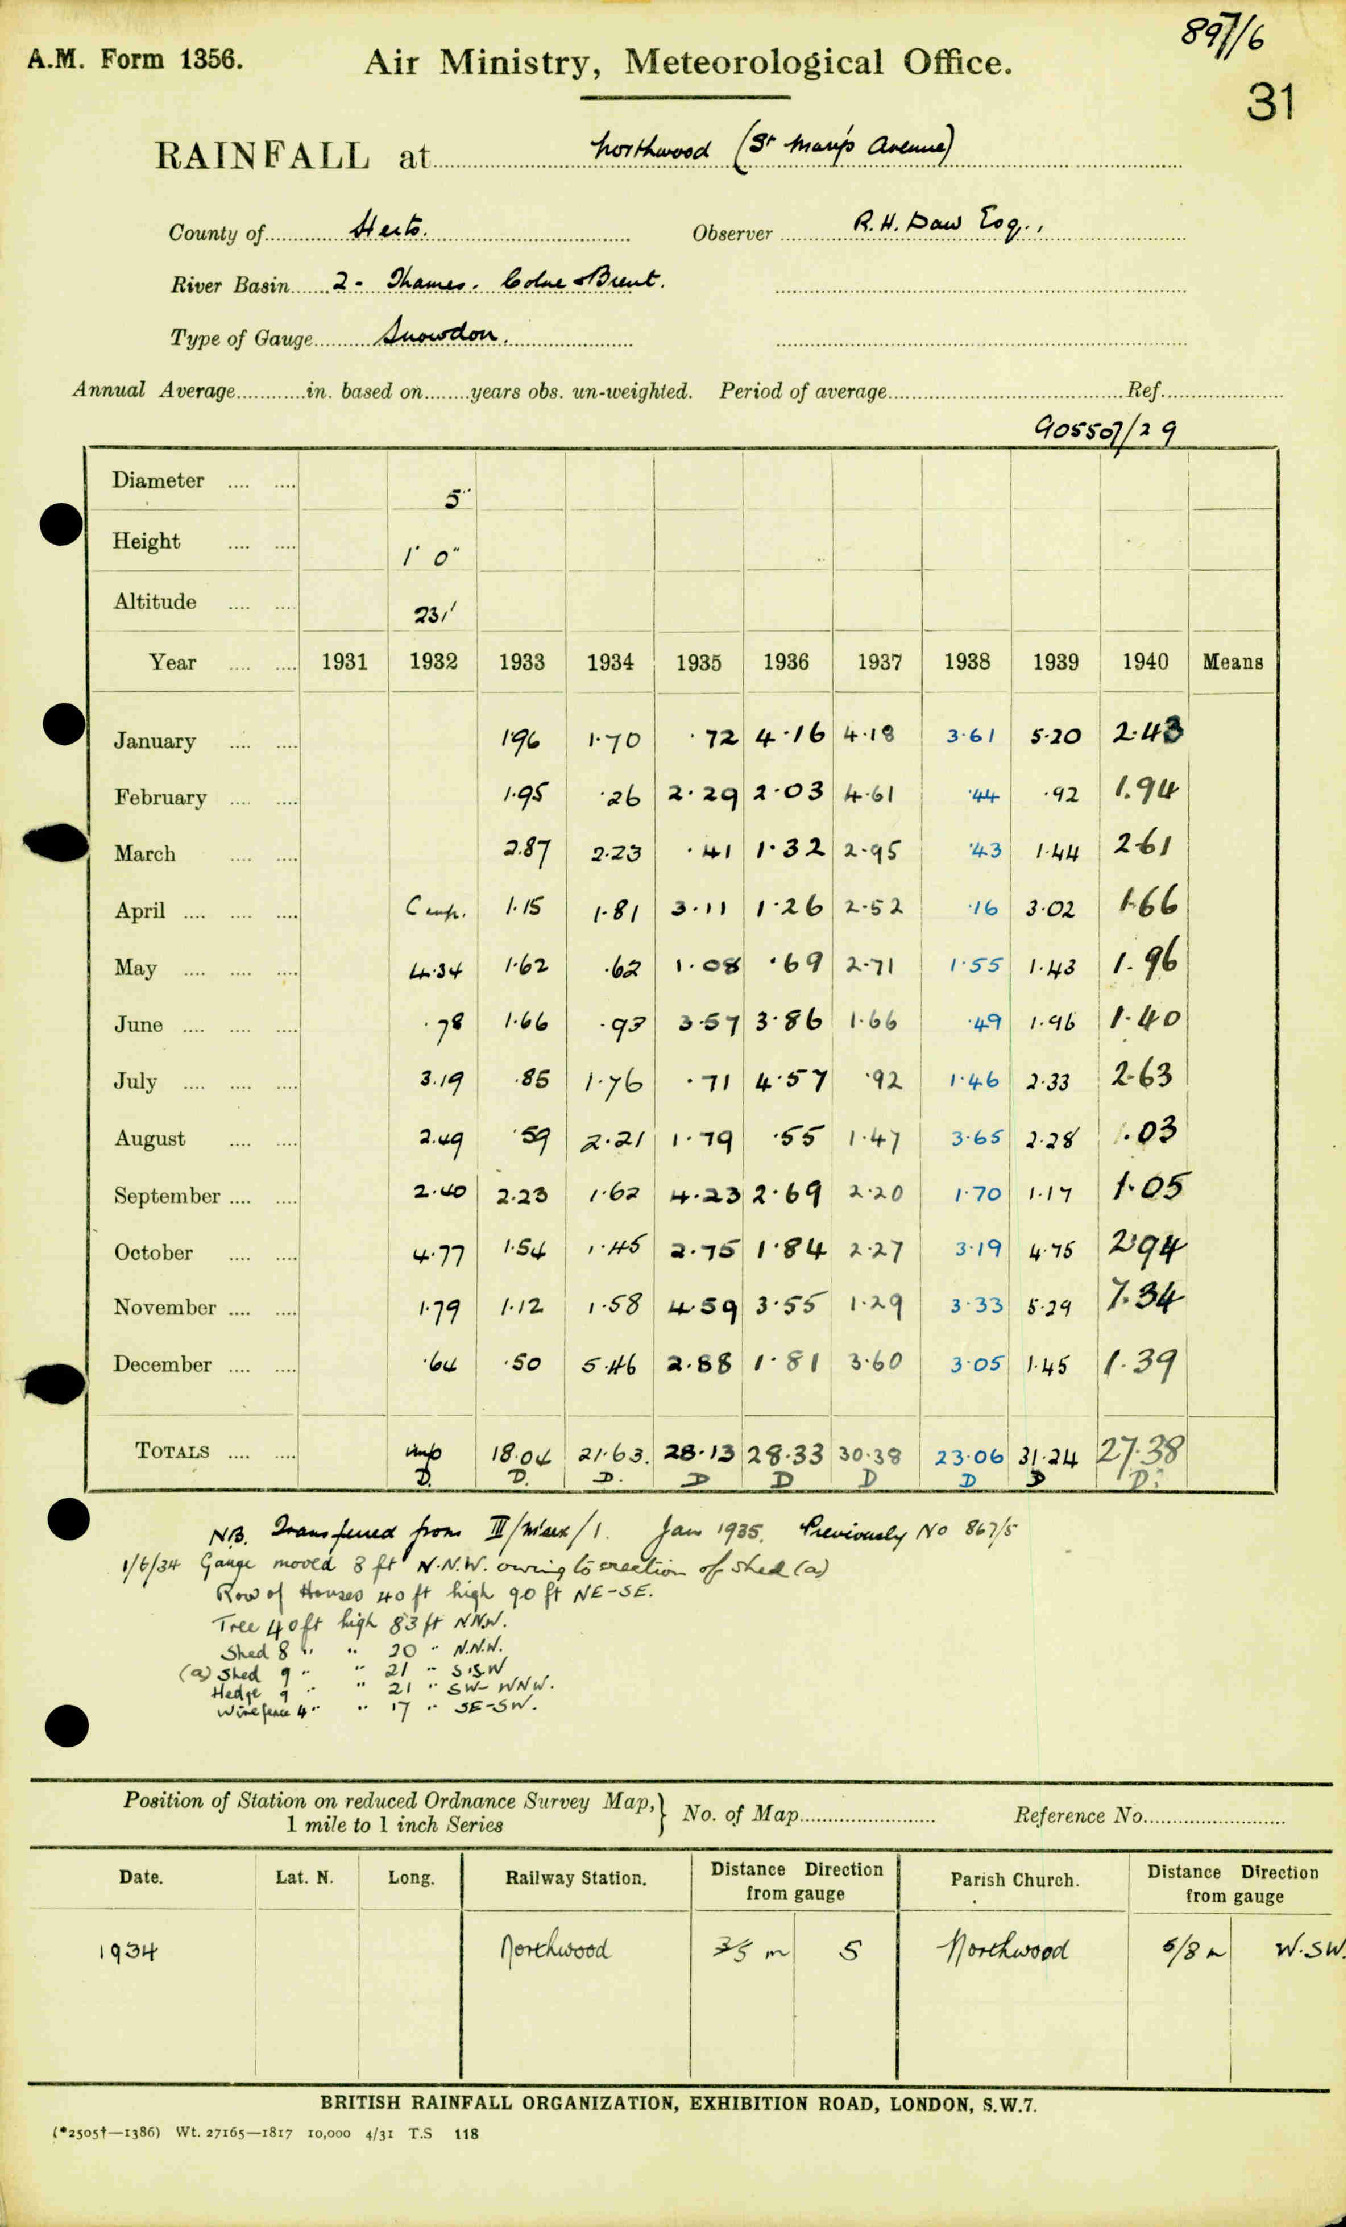 897/6
A.M. Form 1356. Air Ministry, Meteorological Office.
31
RAINFALL at Northwood (St Mary's Avenue)
County of Herts. Observer R.H. Daw Esq.,
River Basin 2 - Thames. Colne & Brent.
Type of Gauge Snowdon.
Annual Average in. based on years obs. un-weighted. Period of average Ref.
905507/29
Diameter 5"
Height 1' 0"
Altitude 231'
Year 1931 1932 1933 1934 1935 1936 1937 1938 1939 1940 Means
January 1.96 1.70 .72 4.16 4.18 3.61 5.20 2.43
February 1.95 .26 2.29 2.03 4.61 .44 .92 1.94
March 2.87 2.23 .41 1.32 2.95 .43 1.44 2.61
April 1.15 1.81 3.11 1.26 2.52 .16 3.02 1.66
May 4.34 1.62 .62 1.08 .69 2.71 1.55 1.43 1.96
June .78 1.66 .93 3.57 3.86 1.66 .49 1.96 1.40
July 3.19 .85 1.76 .71 4.57 .92 1.46 2.33 2.63
August 2.49 .59 2.21 1.79 .55 1.47 3.65 2.28 .03
September 2.40 2.23 1.62 4.23 2.69 2.20 1.70 1.17 1.05
October 4.77 1.54 1.45 2.75 1.84 2.27 3.19 4.75 2.94
November 1.79 1.12 1.58 4.59 3.55 1.29 3.33 5.29 7.34
December .64 .50 5.46 2.88 1.81 3.60 3.05 1.45 1.39
TOTALS 18.04 21.63. 28.13 28.33 30.38 23.06 31.24 27.38
D. D. D. D D D D D D.
NB. Transferred from III/M'sex/1. Jan 1935. Previously No 867/5
1/6/34 Gauge moved 8 ft N.N.W. owing to erection of shed (a)
Row of Houses 40 ft high 90 ft NE-SE.
Tree 40ft high 83 ft NNW.
Shed 8 " " 20 " N.N.W.
(a) Shed 9 " " 21 " S.SW
Hedge 9 " " 21 " SW- WNW.
Wire fence 4 " " 17 " SE-SW.
Position of Station on reduced Ordnance Survey Map,} No. of Map Reference No.
1 mile to 1 inch Series
Date. Lat. N. Long. Railway Station. Distance Direction from gauge Parish Church. Distance Direction from gauge
1934 Northwood m S Northwood 5/8 m W.SW.
BRITISH RAINFALL ORGANIZATION, EXHIBITION ROAD, LONDON, S.W.7.
(*2505†—1386) Wt. 27165—1817 10,000 4/31 T.S 118